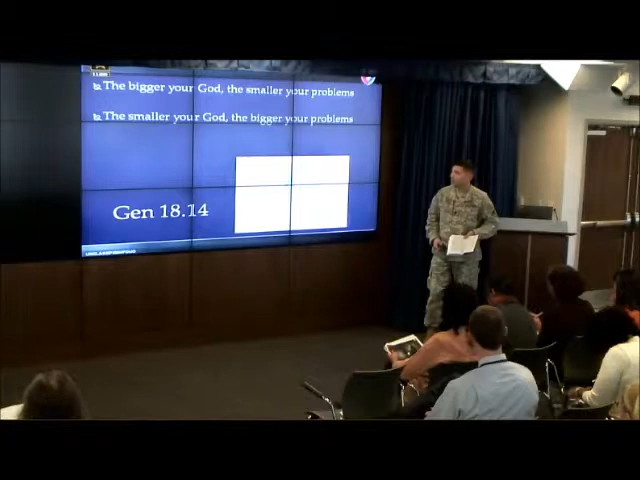 The bigger your God, the smaller your problems
The smaller your God, the bigger your problems
Gen 18.14